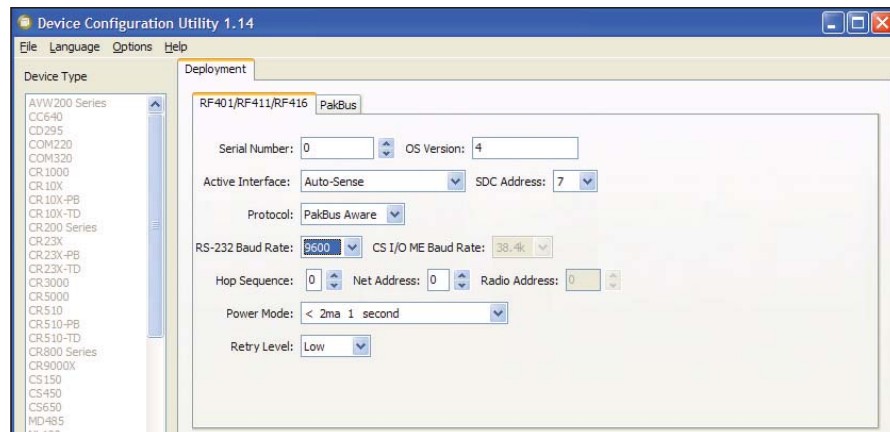 Device Configuration Utility 1.14
File Language Options Help
Device Type
AVW200 Series
CC640
CD295
COM220
COM320
CR1000
CR10X
CR10X-PB
CR10X-TD
CR200 Series
CR23X
CR23X-PB
CR23X-TD
CR3000
CR5000
CR510
CR510-PB
CR510-TD
CR800 Series
CR9000X
CS150
CS450
CS650
MD485
Deployment
RF401/RF411/RF416 PakBus
Serial Number: 0 OS Version: 4
Active Interface: Auto-Sense SDC Address: 7
Protocol: PakBus Aware
RS-232 Baud Rate: 9600 CS I/O ME Baud Rate: 38.4k
Hop Sequence: 0 Net Address: 0 Radio Address: 0
Power Mode: < 2ma 1 second
Retry Level: Low